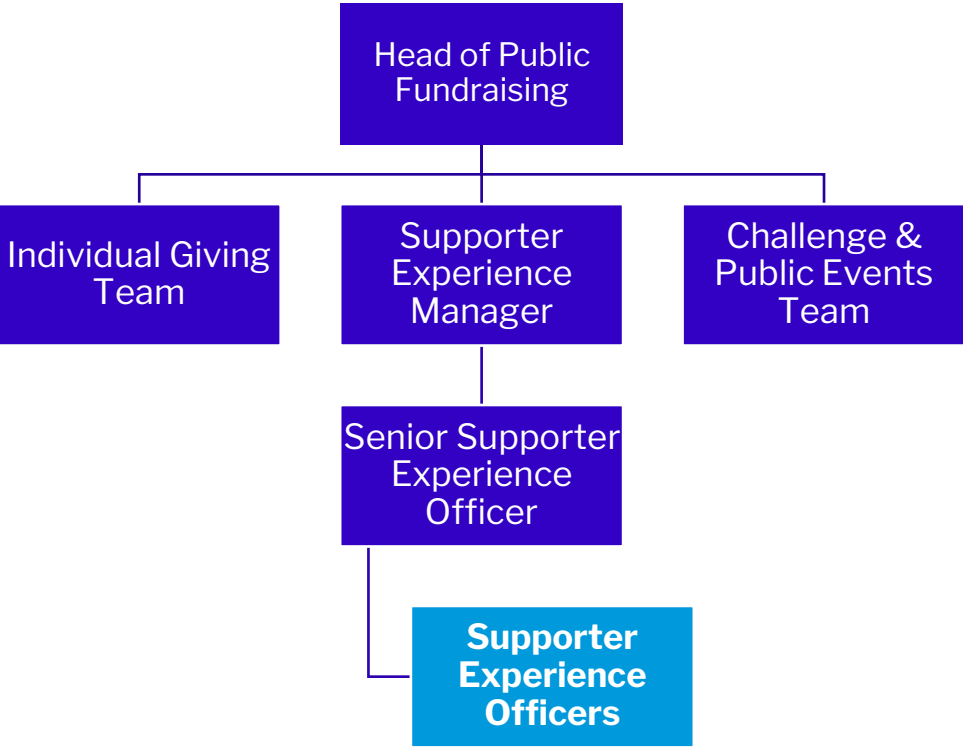 Head of Public
Fundraising
Individual Giving
Team
Supporter
Experience
Manager
Challenge &
Public Events
Team
Senior Supporter
Experience
Officer
Supporter
Experience
Officers